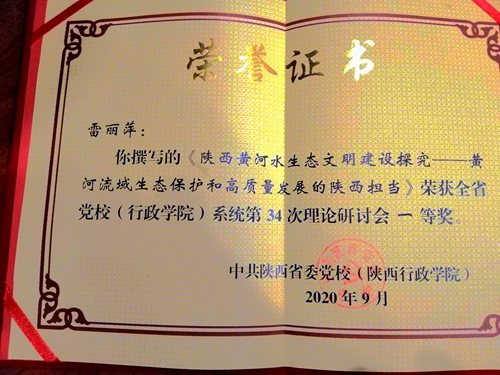 荣誉证书
雷丽萍：
你撰写的《陕西黄河水生态文明建设探究——黄
河流域生态保护和高质量发展的陕西担当》荣获全省
党校（行政学院）系统第34次理论研讨会一等奖。
中共陕西省委党校（陕西行政学院）
2020年9月